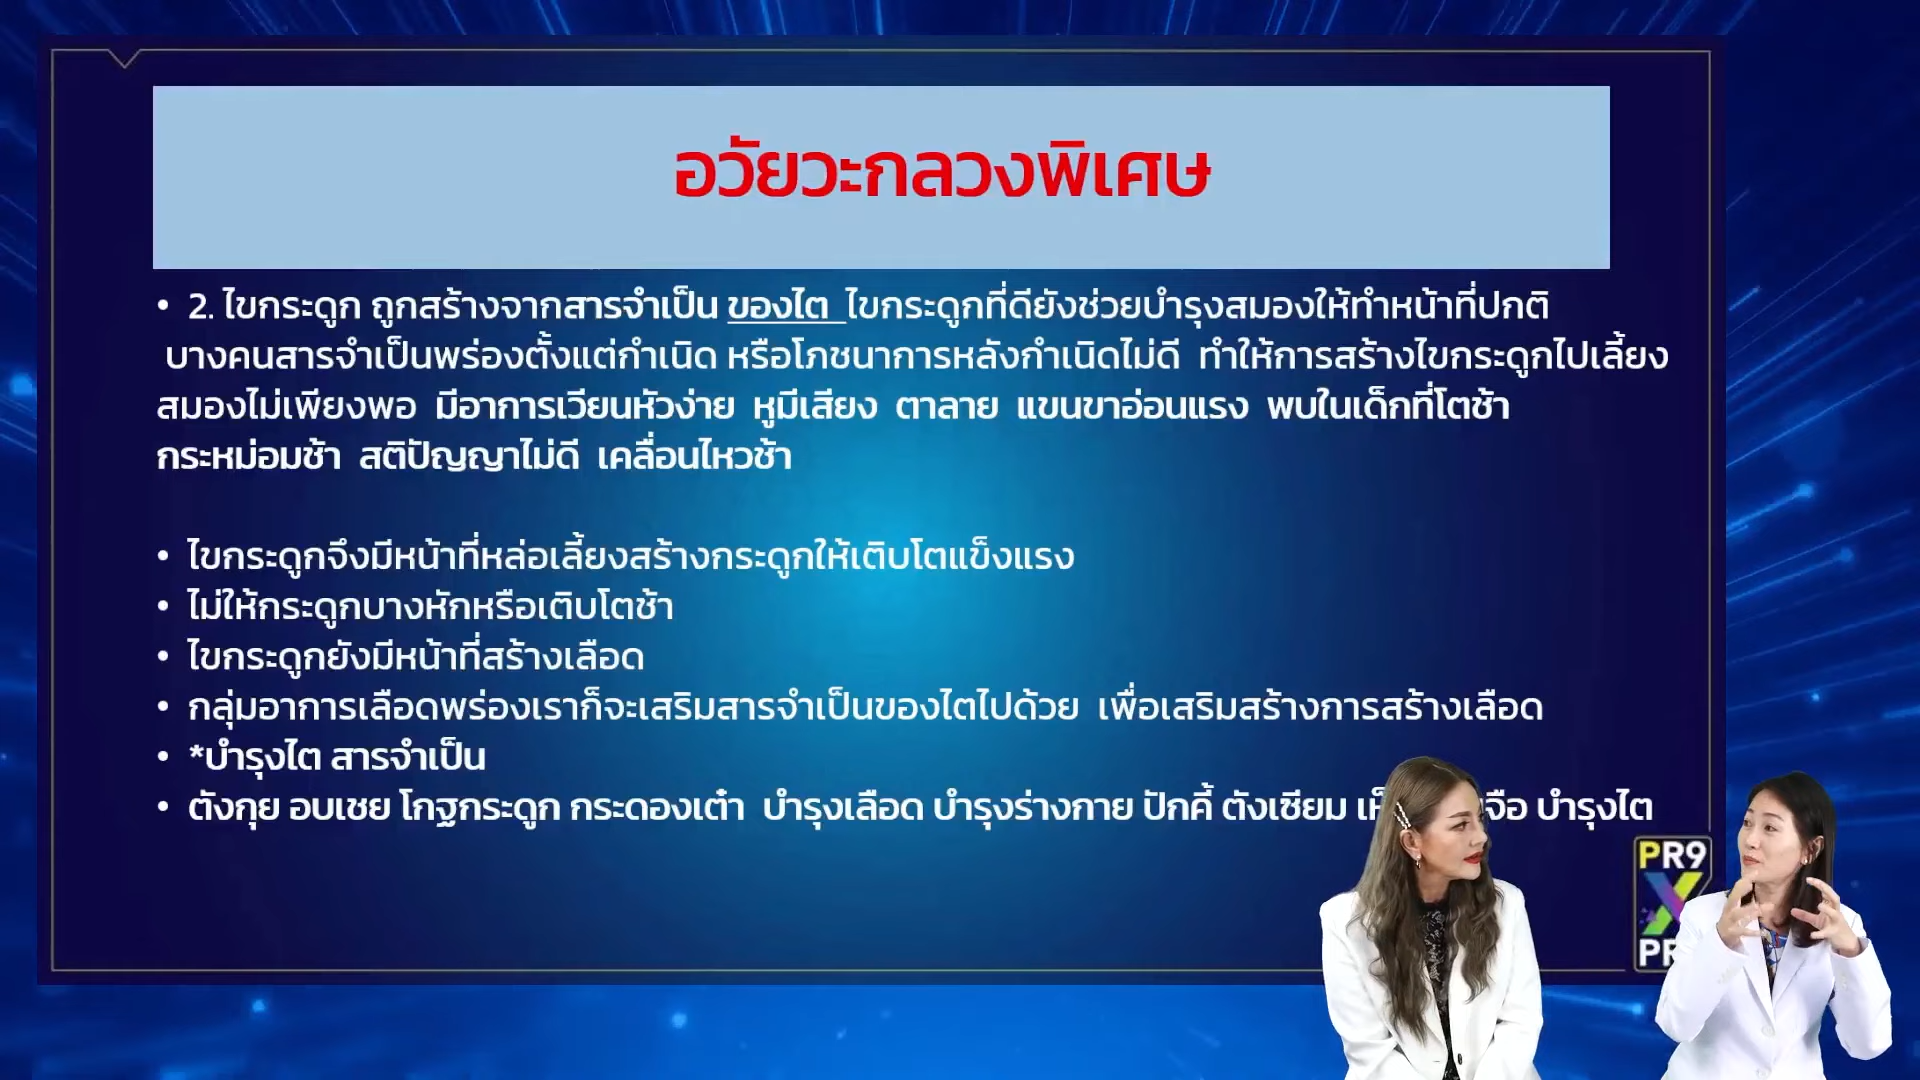 อวัยวะกลวงพิเศษ
• 2. ไขกระดูก ถูกสร้างจากสารจำเป็น ของไต ไขกระดูกที่ดียังช่วยบำรุงสมองให้ทำหน้าที่ปกติ
บางคนสารจำเป็นพร่องตั้งแต่กำเนิด หรือโภชนาการหลังกำเนิดไม่ดี ทำให้การสร้างไขกระดูกไปเลี้ยง
สมองไม่เพียงพอ มีอาการเวียนหัวง่าย หูมีเสียง ตาลาย แขนขาอ่อนแรง พบในเด็กที่โตช้า
กระหม่อมช้า สติปัญญาไม่ดี เคลื่อนไหวช้า
• ไขกระดูกจึงมีหน้าที่หล่อเลี้ยงสร้างกระดูกให้เติบโตแข็งแรง
• ไม่ให้กระดูกบางหักหรือเติบโตช้า
• ไขกระดูกยังมีหน้าที่สร้างเลือด
• กลุ่มอาการเลือดพร่องเราก็จะเสริมสารจำเป็นของไตไปด้วย เพื่อเสริมสร้างการสร้างเลือด
• *บำรุงไต สารจำเป็น
• ตังกุย อบเชย โกฐกระดูก กระดองเต๋า บำรุงเลือด บำรุงร่างกาย ปักคี้ ตังเซียม บำรุงไต
PR9